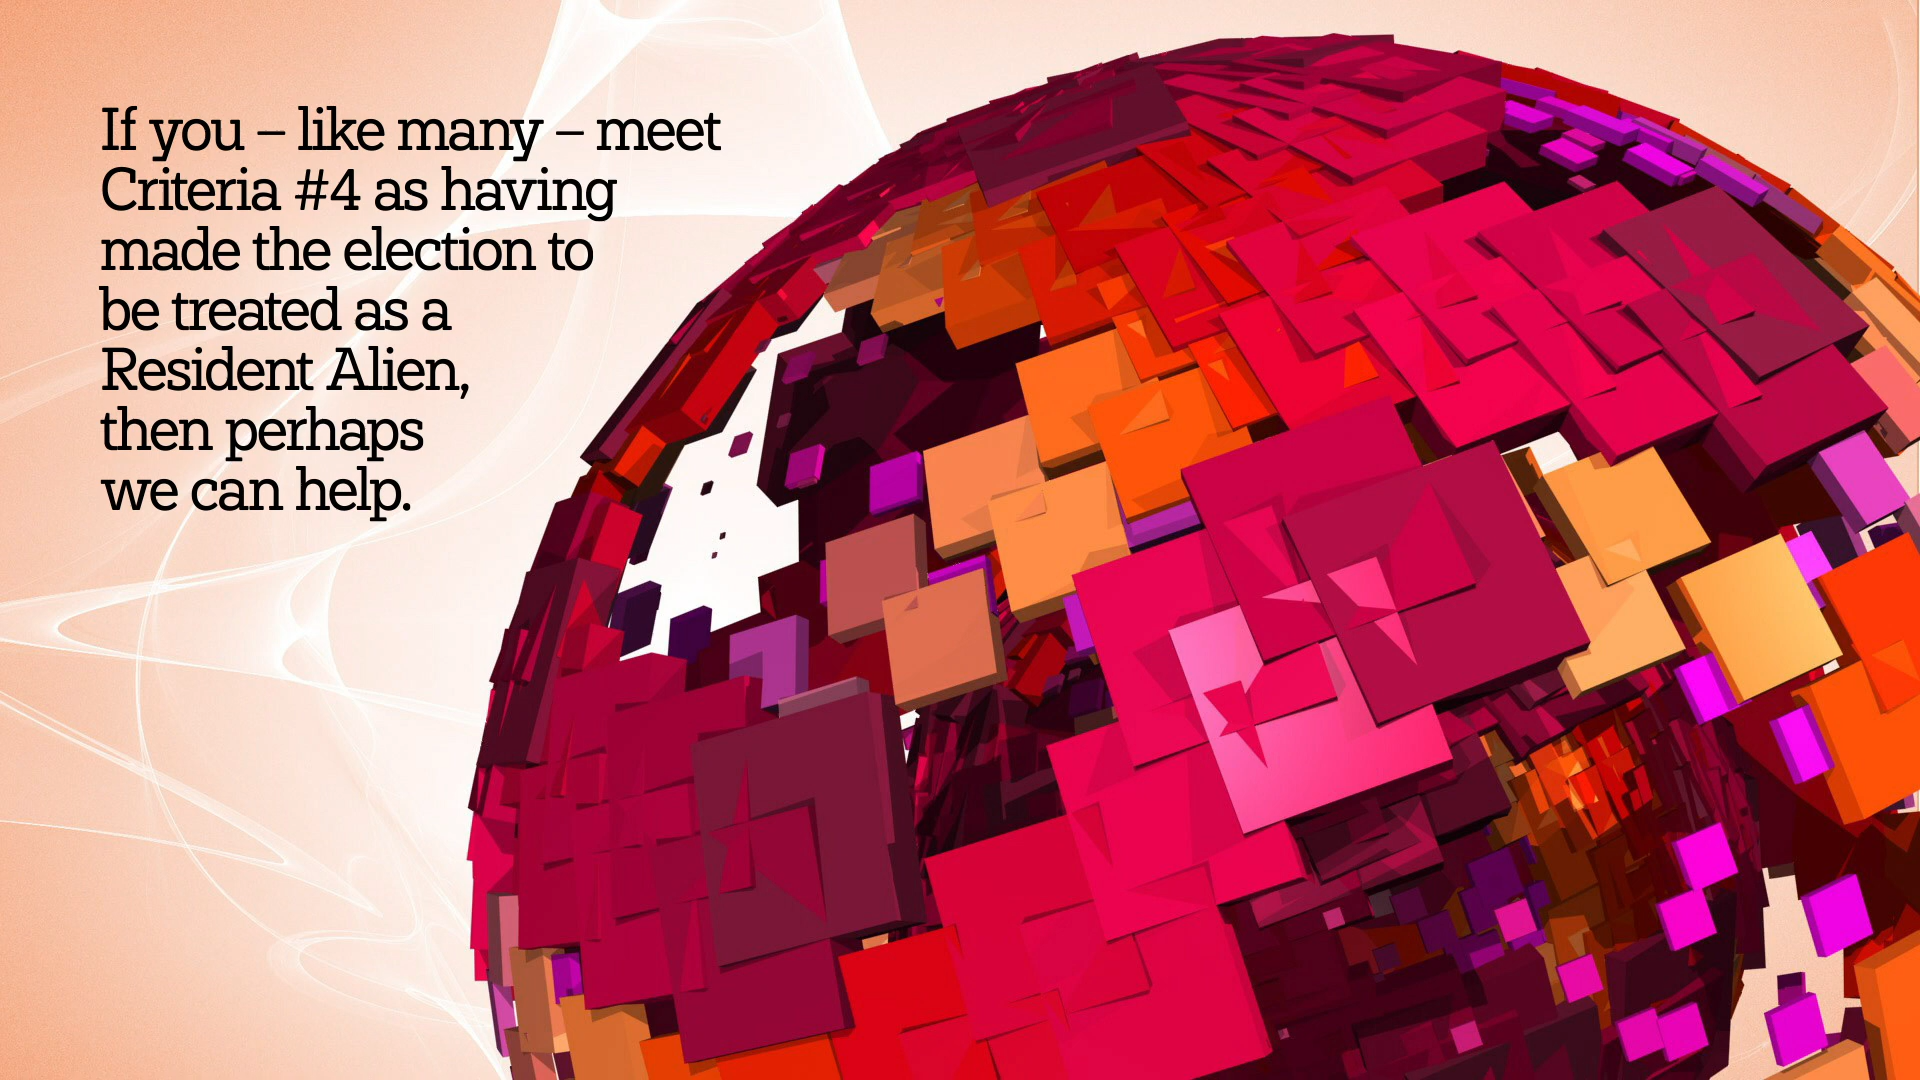 If you – like many – meet
Criteria #4 as having
made the election to
be treated as a
Resident Alien,
then perhaps
we can help.